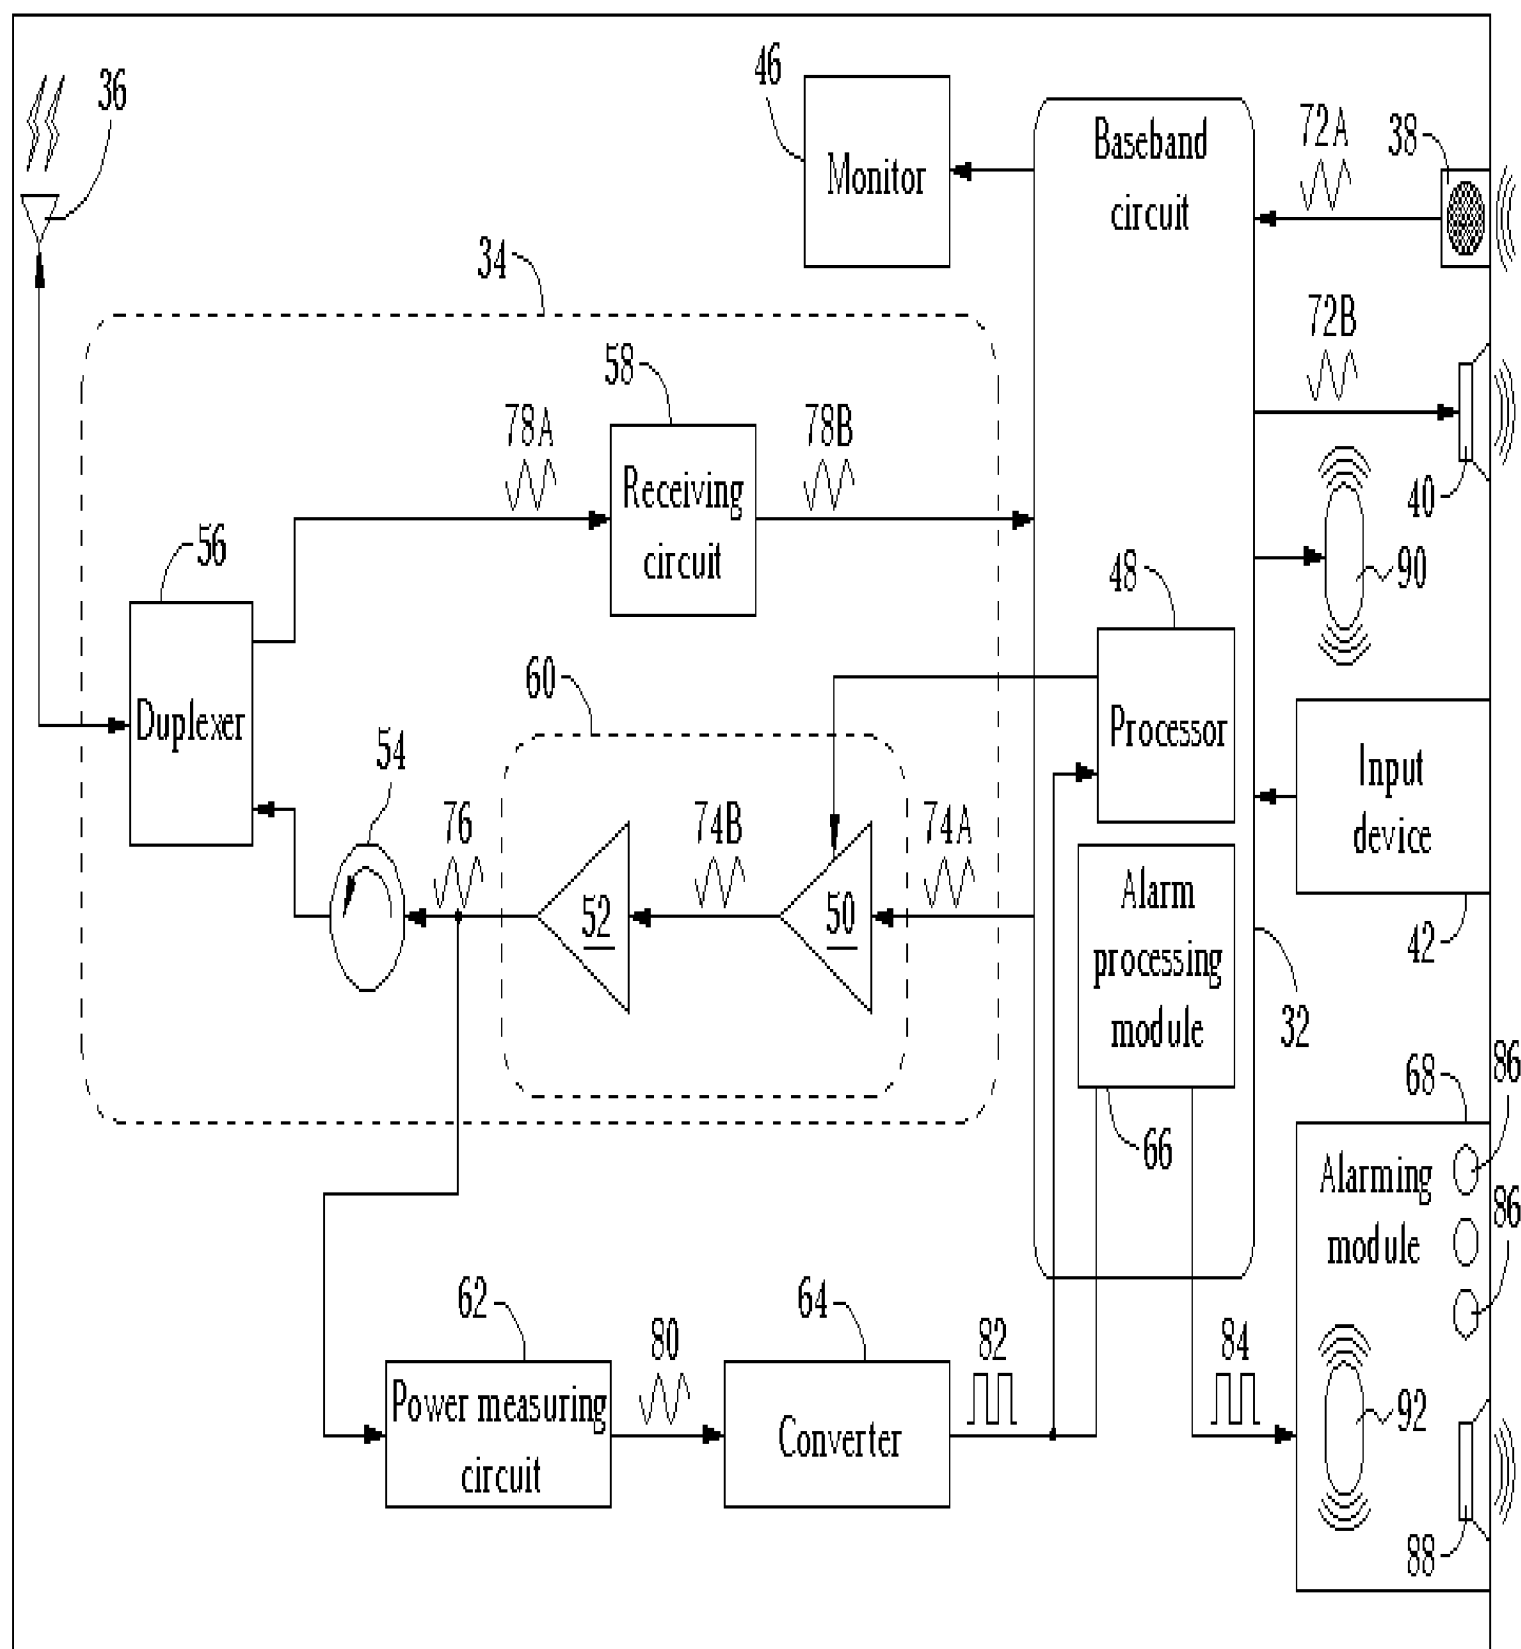 36
46
Monitor
Baseband
circuit
72A
38
34
72B
58
78A
78B
Receiving
circuit
40
56
90
48
Duplexer
60
Processor
54
Input
device
76
74B
74A
52
50
Alarm
processing
module
42
32
86
68
66
Alarming
module
86
62
64
80
82
84
Power measuring
circuit
Converter
92
88